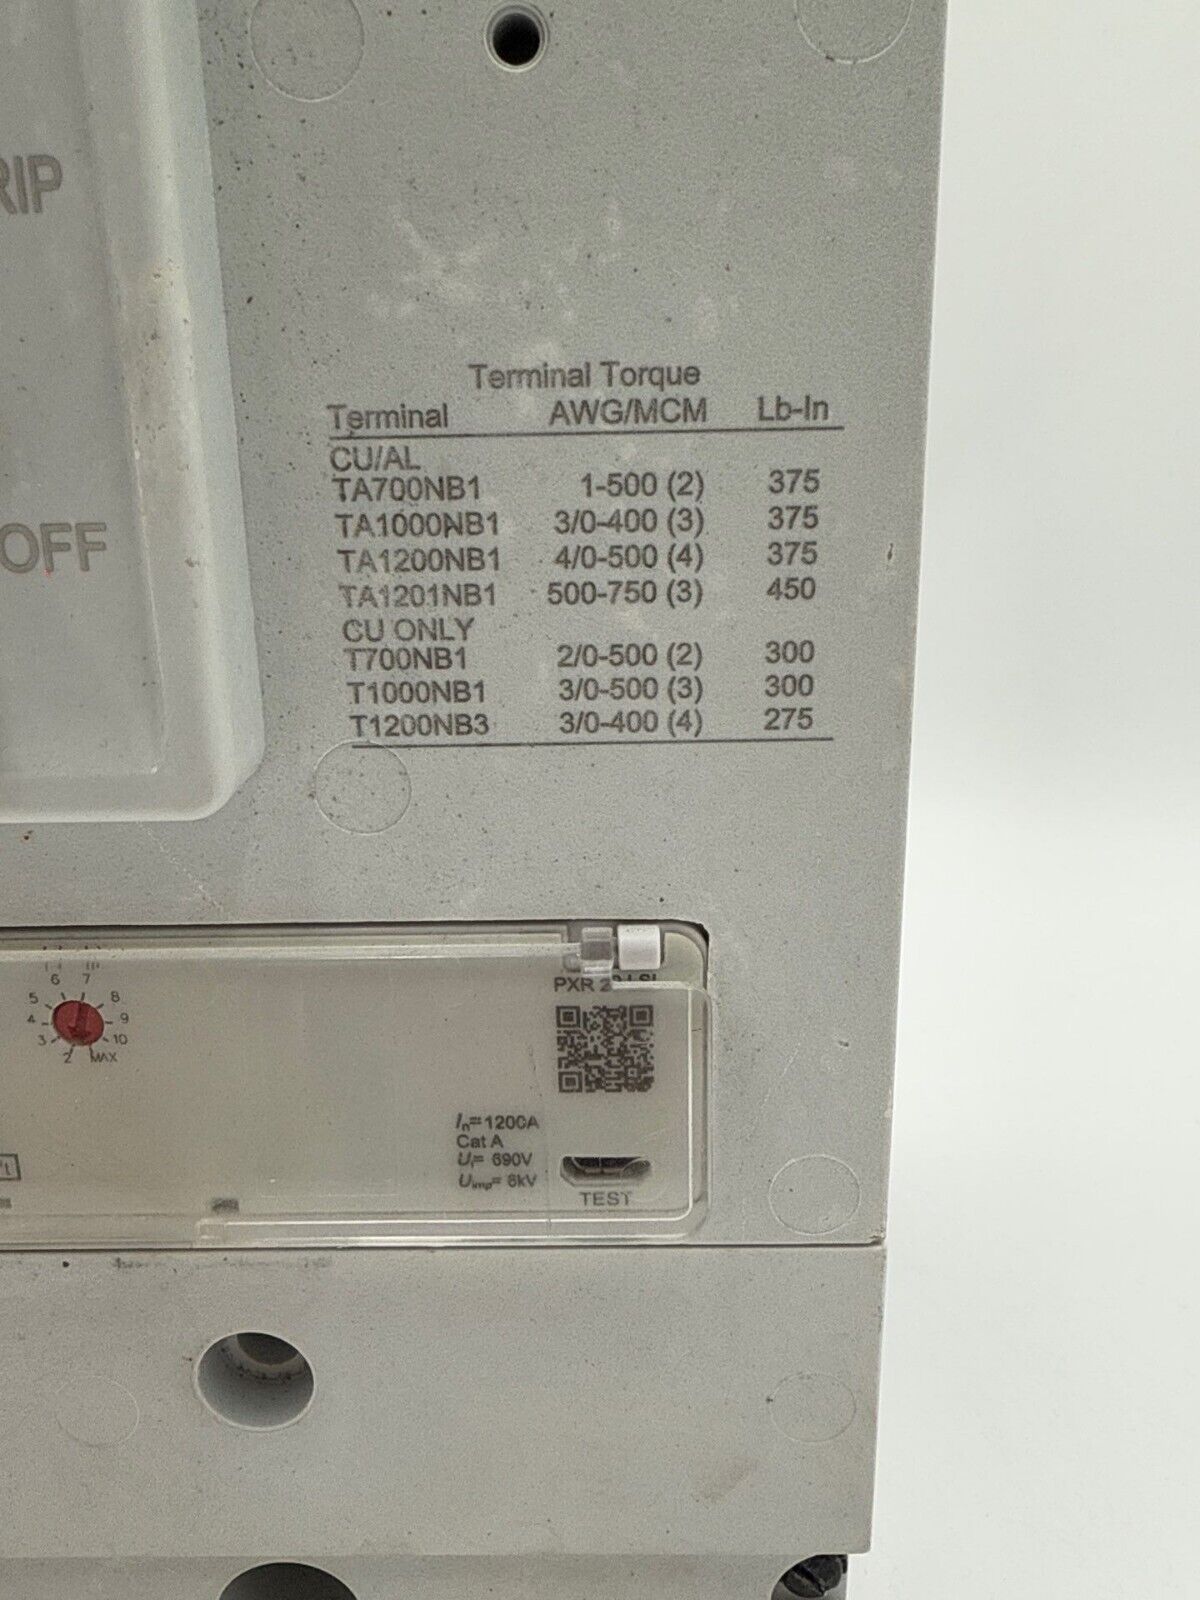 RIP
OFF
Terminal Torque
Terminal AWG/MCM Lb-In
CU/AL
TA700NB1 1-500 (2) 375
TA1000NB1 3/0-400 (3) 375
TA1200NB1 4/0-500 (4) 375
TA1201NB1 500-750 (3) 450
CU ONLY
T700NB1 2/0-500 (2) 300
T1000NB1 3/0-500 (3) 300
T1200NB3 3/0-400 (4) 275
6 7
5 8
4 9
3 10
2 MAX
PXR
In=1200A
Cat A
Ui= 690V
Uimp= 8kV
TEST